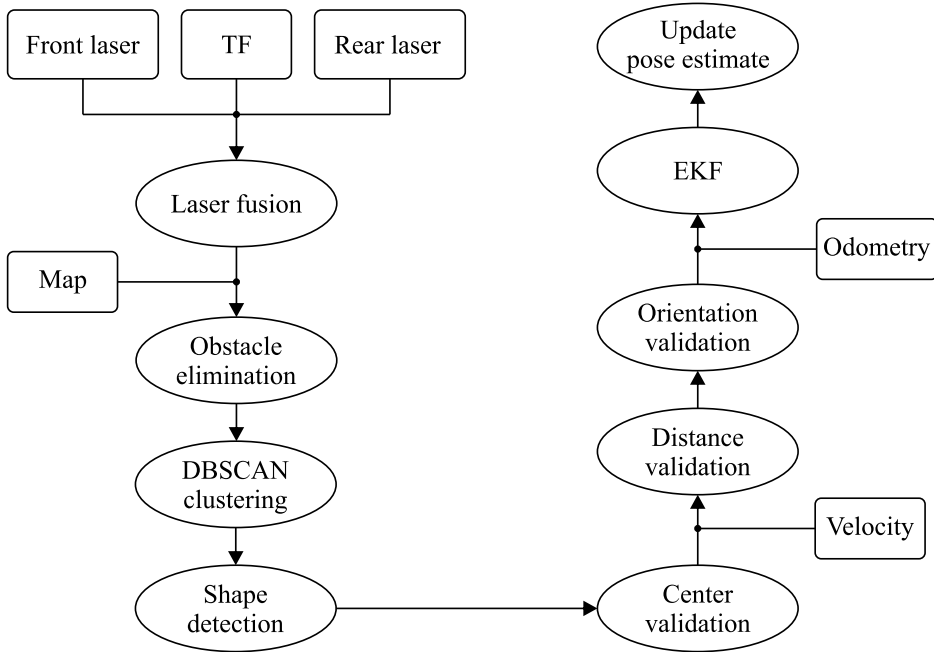 Front laser
TF
Rear laser
Laser fusion
Map
Obstacle
elimination
DBSCAN
clustering
Shape
detection
Center
validation
Velocity
Distance
validation
Orientation
validation
Odometry
EKF
Update
pose estimate